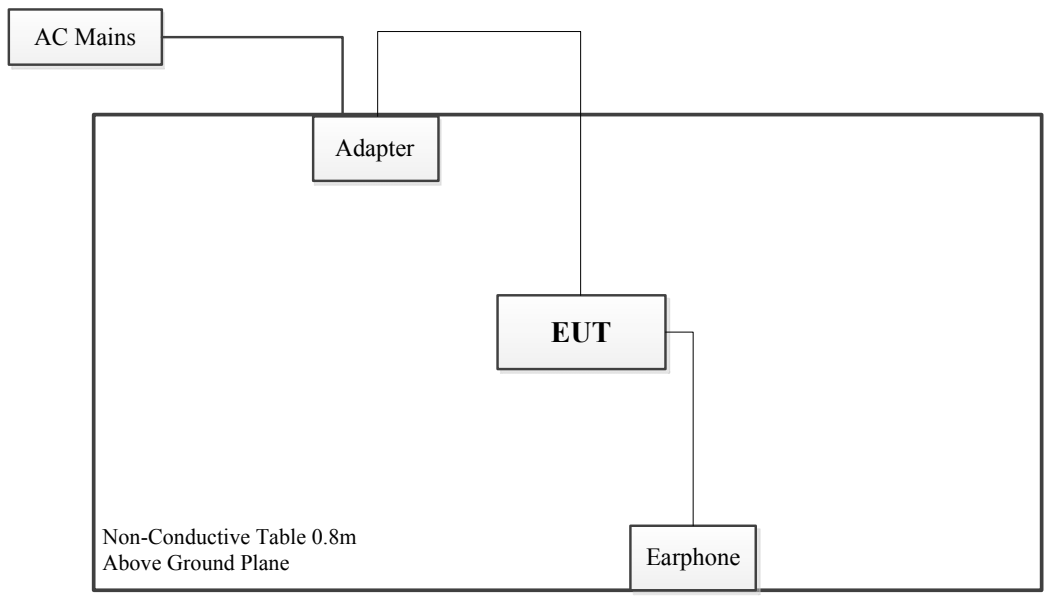 AC Mains
Adapter
EUT
Non-Conductive Table 0.8m
Above Ground Plane
Earphone